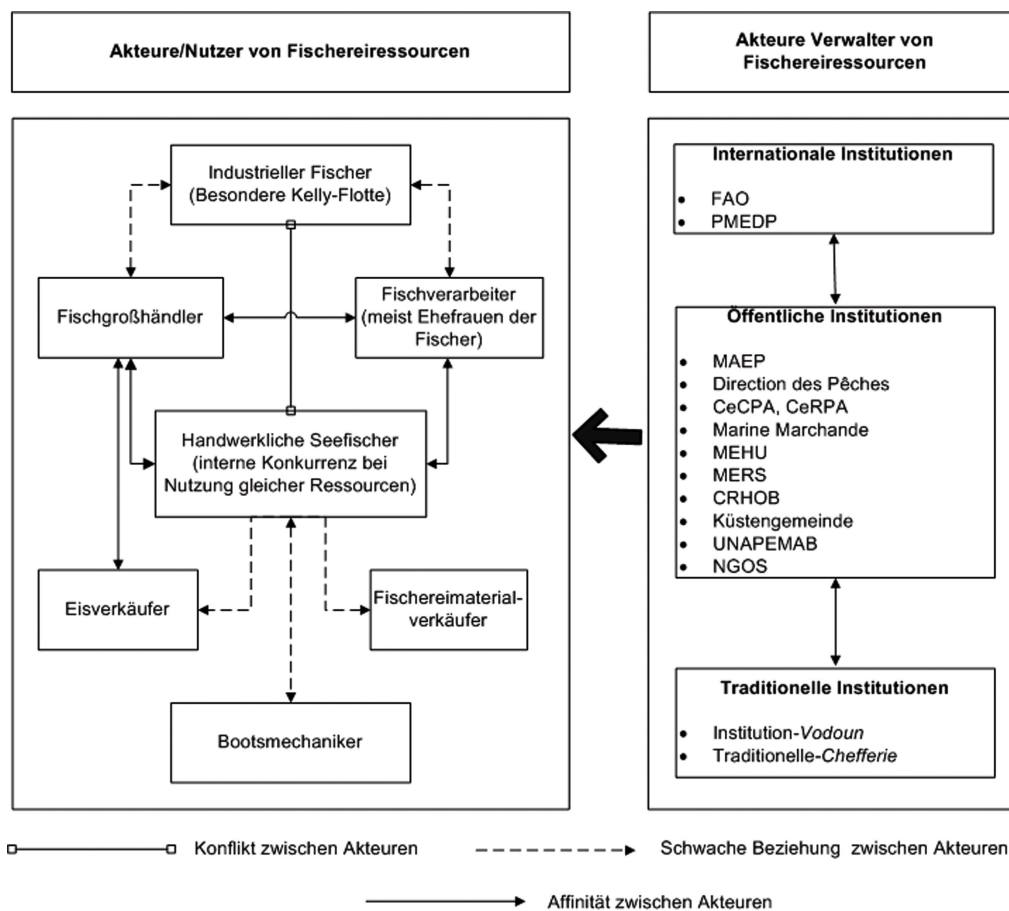 Akteure/Nutzer von Fischereiressourcen
Akteure Verwalter von
Fischereiressourcen
Industrieller Fischer
(Besondere Kelly-Flotte)
Fischgroßhändler
Fischverarbeiter
(meist Ehefrauen der
Fischer)
Handwerkliche Seefischer
(interne Konkurrenz bei
Nutzung gleicher Ressourcen)
Eisverkäufer
Fischereimaterial-
verkäufer
Bootsmechaniker
Internationale Institutionen
• FAO
• PMEDP
Öffentliche Institutionen
• MAEP
• Direction des Pêches
• CeCPA, CeRPA
• Marine Marchande
• MEHU
• MERS
• CRHOB
• Küstengemeinde
• UNAPEMAB
• NGOS
Traditionelle Institutionen
• Institution-Vodoun
• Traditionelle-Chefferie
Konflikt zwischen Akteuren
Schwache Beziehung zwischen Akteuren
Affinität zwischen Akteuren